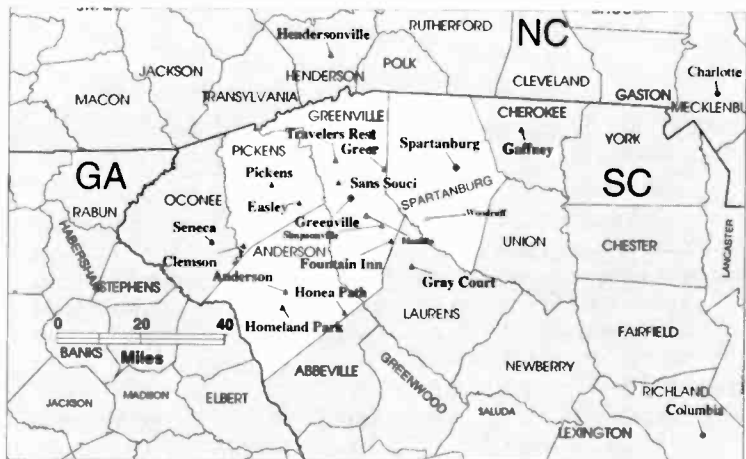 RUTHERFORD
NC
Hendersonville
JACKSON
HENDERSON
POLK
CLEVELAND
Charlotte
MACON
TRANSYLVANIA
GASTON
MECKLENBU
GREENVILLE
CHEROKEE
Travelers Rest
Spartanburg
YORK
PICKENS
Greer
Gaffney
GA
Pickens
Sans Souci
SC
OCONEE
SPARTANBURG
RABUN
Easley
Seneca
Greenville
Woodruff
Simpsonville
UNION
CHESTER
LANCASTER
HABERSHAM
ANDERSON
Clemson
Fountain Inn
STEPHENS
Anderson
Honea Path
Gray Court
Homeland Park
LAURENS
0 20 40
Miles
FAIRFIELD
BANKS
ABBEVILLE
GREENWOOD
NEWBERRY
JACKSON
MADISON
ELBERT
RICHLAND
SALUDA
Columbia
LEXINGTON